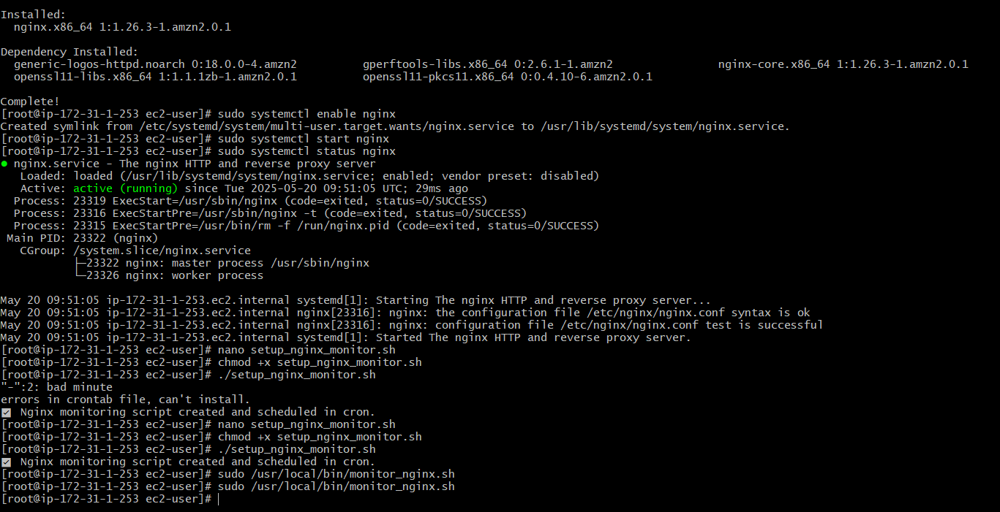 Installed:
  nginx.x86_64 1:1.26.3-1.amzn2.0.1
Dependency Installed:
  generic-logos-httpd.noarch 0:18.0.0-4.amzn2          gperftools-libs.x86_64 0:2.6.1-1.amzn2                nginx-core.x86_64 1:1.26.3-1.amzn2.0.1
  openssl11-libs.x86_64 1:1.1.1zb-1.amzn2.0.1          openssl11-pkcs11.x86_64 0:0.4.10-6.amzn2.0.1
Complete!
[root@ip-172-31-1-253 ec2-user]# sudo systemctl enable nginx
Created symlink from /etc/systemd/system/multi-user.target.wants/nginx.service to /usr/lib/systemd/system/nginx.service.
[root@ip-172-31-1-253 ec2-user]# sudo systemctl start nginx
[root@ip-172-31-1-253 ec2-user]# sudo systemctl status nginx
● nginx.service - The nginx HTTP and reverse proxy server
   Loaded: loaded (/usr/lib/systemd/system/nginx.service; enabled; vendor preset: disabled)
   Active: active (running) since Tue 2025-05-20 09:51:05 UTC; 29ms ago
  Process: 23319 ExecStart=/usr/sbin/nginx (code=exited, status=0/SUCCESS)
  Process: 23316 ExecStartPre=/usr/sbin/nginx -t (code=exited, status=0/SUCCESS)
  Process: 23315 ExecStartPre=/usr/bin/rm -f /run/nginx.pid (code=exited, status=0/SUCCESS)
 Main PID: 23322 (nginx)
   CGroup: /system.slice/nginx.service
           ├─23322 nginx: master process /usr/sbin/nginx
           └─23326 nginx: worker process
May 20 09:51:05 ip-172-31-1-253.ec2.internal systemd[1]: Starting The nginx HTTP and reverse proxy server...
May 20 09:51:05 ip-172-31-1-253.ec2.internal nginx[23316]: nginx: the configuration file /etc/nginx/nginx.conf syntax is ok
May 20 09:51:05 ip-172-31-1-253.ec2.internal nginx[23316]: nginx: configuration file /etc/nginx/nginx.conf test is successful
May 20 09:51:05 ip-172-31-1-253.ec2.internal systemd[1]: Started The nginx HTTP and reverse proxy server.
[root@ip-172-31-1-253 ec2-user]# nano setup_nginx_monitor.sh
[root@ip-172-31-1-253 ec2-user]# chmod +x setup_nginx_monitor.sh
[root@ip-172-31-1-253 ec2-user]# ./setup_nginx_monitor.sh
"-":2: bad minute
errors in crontab file, can't install.
☑ Nginx monitoring script created and scheduled in cron.
[root@ip-172-31-1-253 ec2-user]# nano setup_nginx_monitor.sh
[root@ip-172-31-1-253 ec2-user]# chmod +x setup_nginx_monitor.sh
[root@ip-172-31-1-253 ec2-user]# ./setup_nginx_monitor.sh
☑ Nginx monitoring script created and scheduled in cron.
[root@ip-172-31-1-253 ec2-user]# sudo /usr/local/bin/monitor_nginx.sh
[root@ip-172-31-1-253 ec2-user]# sudo /usr/local/bin/monitor_nginx.sh
[root@ip-172-31-1-253 ec2-user]#